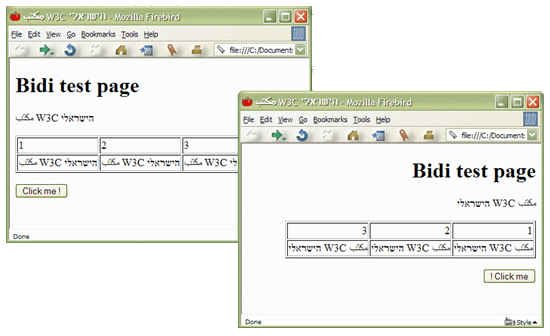 مكتب W3C הישראלי - Mozilla Firebird
File Edit View Go Bookmarks Tools Help
file:///C:/Document:
Bidi test page
مكتب W3C הישראלי
1 2 3
مكتب W3C הישראלי مكتب W3C הישראלי مكتب W3C
Click me !
Done
مكتب W3C הישראלי - Mozilla Firebird
File Edit View Go Bookmarks Tools Help
file:///C:/Document:
Bidi test page
مكتب W3C הישראלי
3 2 1
مكتب W3C הישראלי مكتب W3C הישראלי مكتب W3C הישראלי
! Click me
Done Style